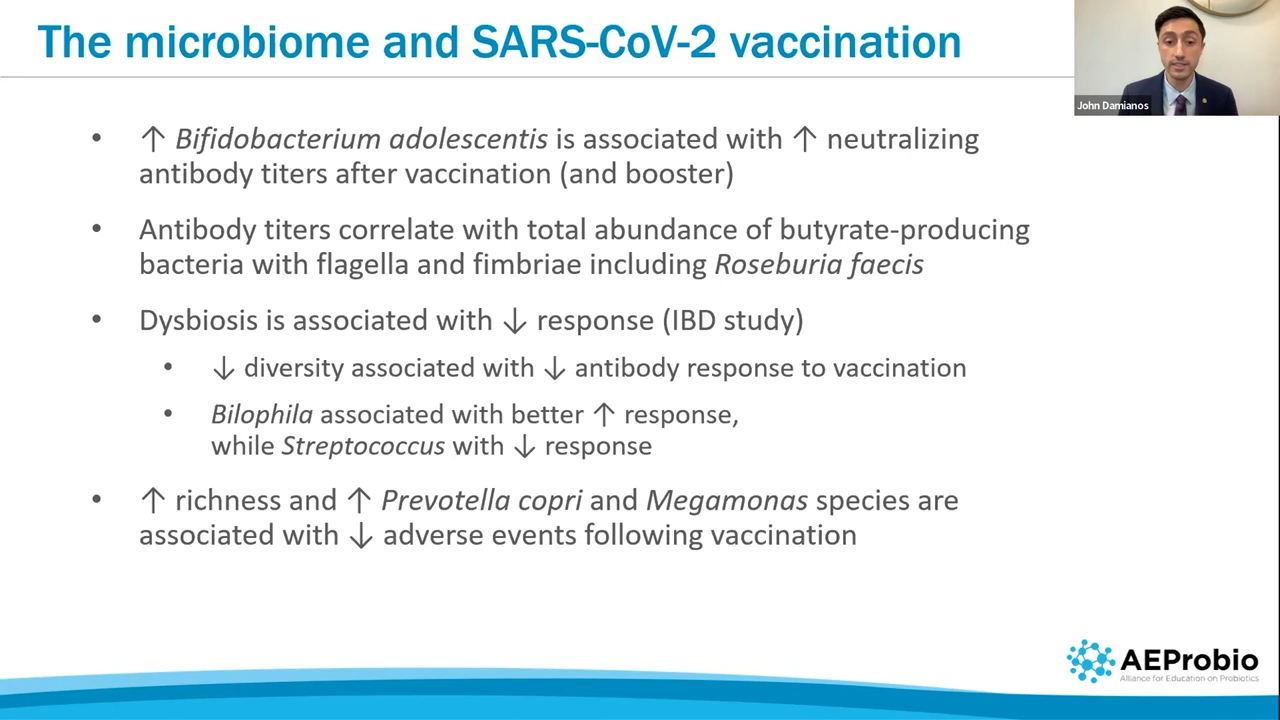 The microbiome and SARS-CoV-2 vaccination
John Damianos
• ↑ Bifidobacterium adolescentis is associated with ↑ neutralizing
antibody titers after vaccination (and booster)
• Antibody titers correlate with total abundance of butyrate-producing
bacteria with flagella and fimbriae including Roseburia faecis
• Dysbiosis is associated with ↓ response (IBD study)
• ↓ diversity associated with ↓ antibody response to vaccination
• Bilophila associated with better ↑ response,
while Streptococcus with ↓ response
• ↑ richness and ↑ Prevotella copri and Megamonas species are
associated with ↓ adverse events following vaccination
AEProbio
Alliance for Education on Probiotics